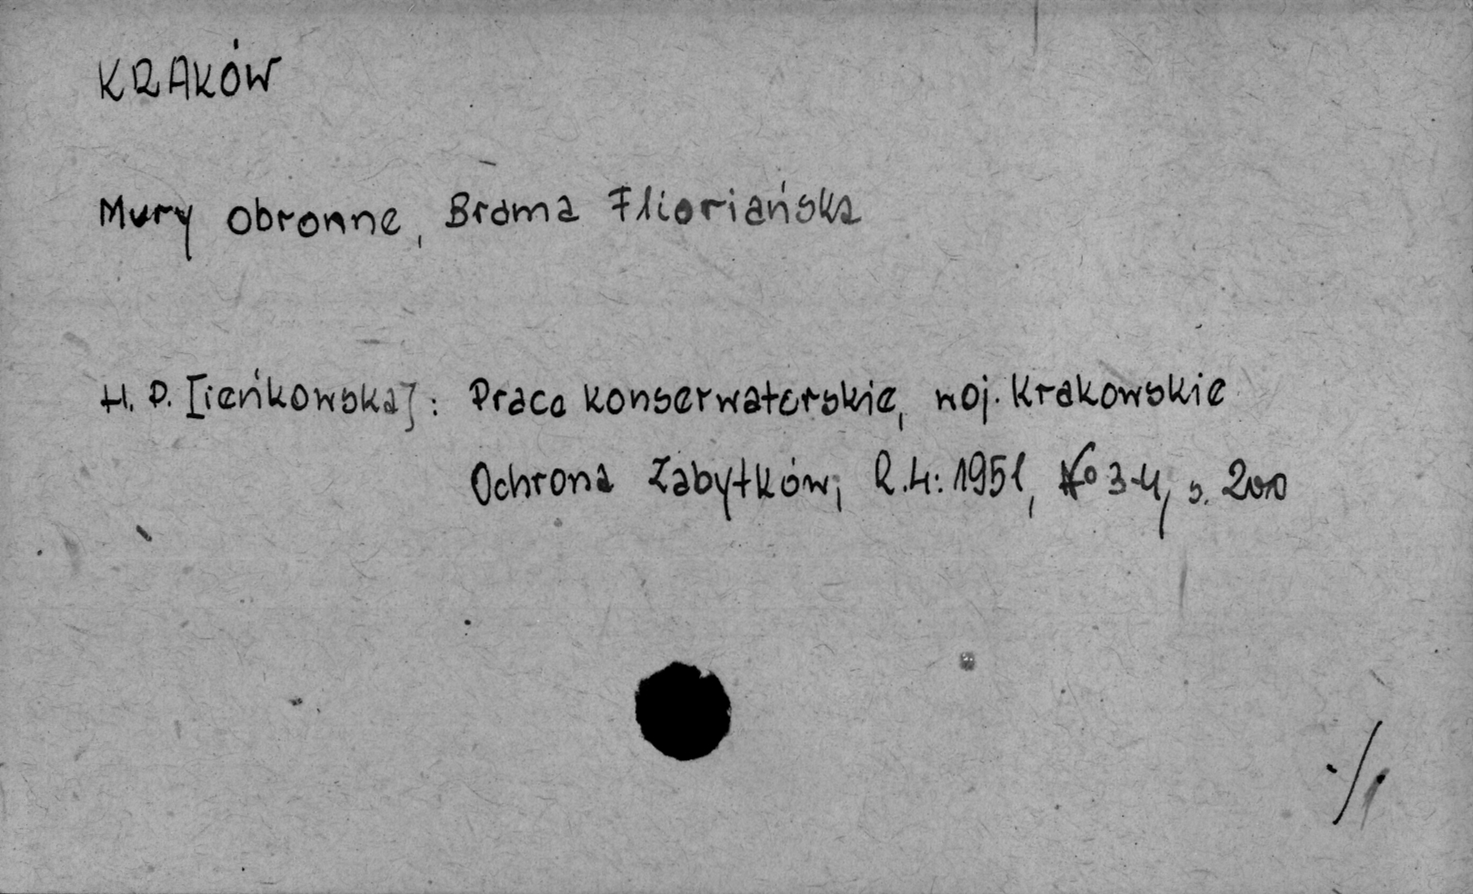 KRAKÓW
Mury obronne, Brama Floriańska
H. P. [ieńkowska]: Prace konserwatorskie, woj. Krakowskie
Ochrona Zabytków, R.4: 1951, No 3-4, s. 200
./.